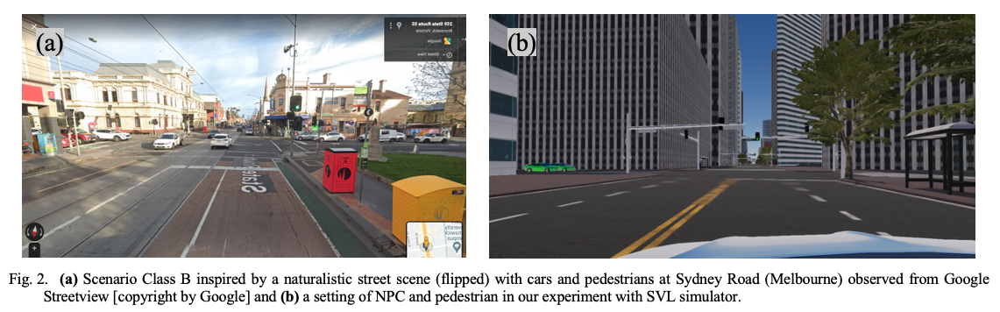 (a)
259 State Route 55
Brunswick, Victoria
Google
Street View
(b)
Fig. 2. (a) Scenario Class B inspired by a naturalistic street scene (flipped) with cars and pedestrians at Sydney Road (Melbourne) observed from Google
Streetview [copyright by Google] and (b) a setting of NPC and pedestrian in our experiment with SVL simulator.